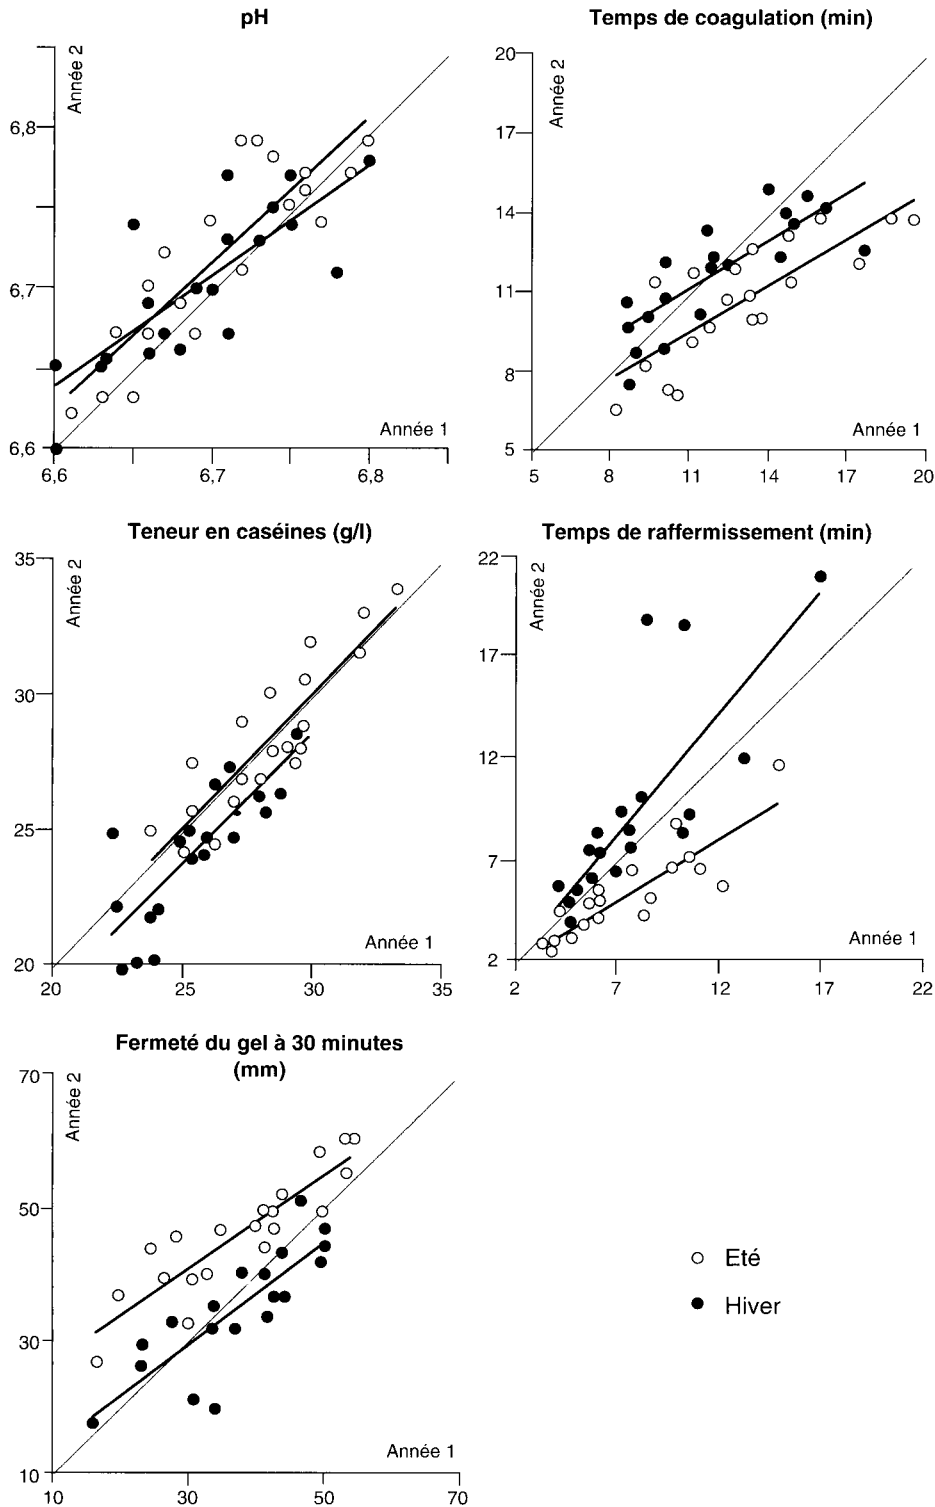 pH
Année 2
6,8
6,7
6,6
Année 1
6,6
6,7
6,8
Temps de coagulation (min)
20
Année 2
17
14
11
8
5
Année 1
5
8
11
14
17
20
Teneur en caséines (g/l)
35
Année 2
30
25
20
Année 1
20
25
30
35
Temps de raffermissement (min)
22
Année 2
17
12
7
2
Année 1
2
7
12
17
22
Fermeté du gel à 30 minutes
(mm)
70
Année 2
50
30
10
Année 1
10
30
50
70
Eté
Hiver